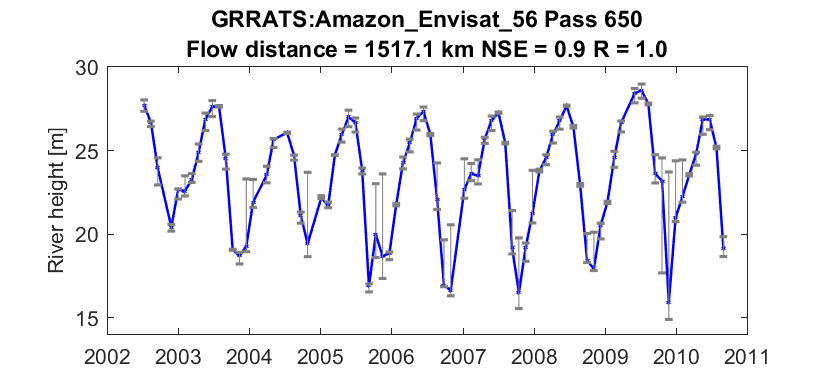 GRRATS:Amazon_Envisat_56 Pass 650
Flow distance = 1517.1 km NSE = 0.9 R = 1.0
30
25
20
15
River height [m]
2002 2003 2004 2005 2006 2007 2008 2009 2010 2011